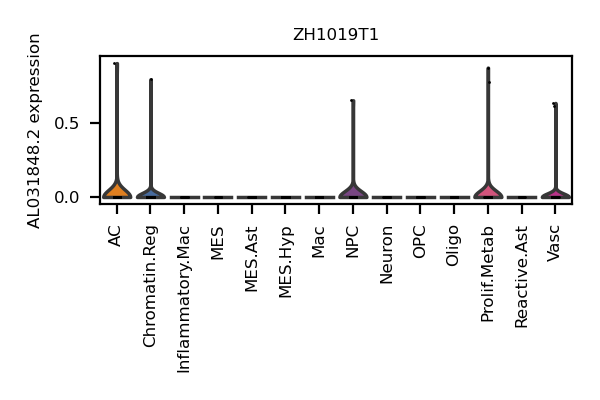 ZH1019T1
AL031848.2 expression
0.5
0.0
AC
Chromatin.Reg
Inflammatory.Mac
MES
MES.Ast
MES.Hyp
Mac
NPC
Neuron
OPC
Oligo
Prolif.Metab
Reactive.Ast
Vasc